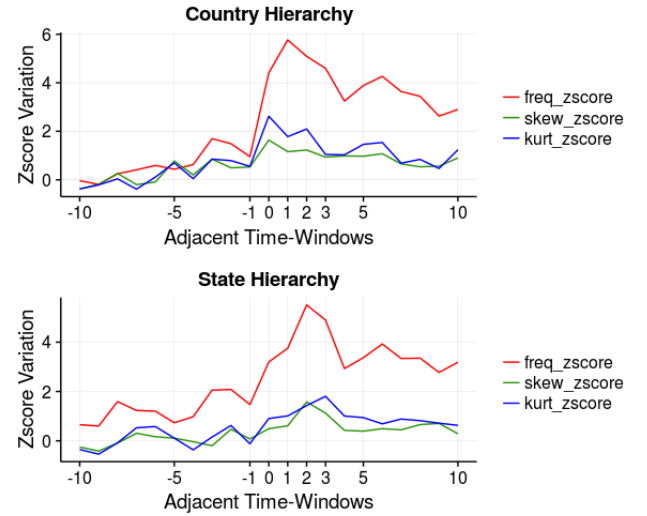 Country Hierarchy
6
4
2
0
Zscore Variation
-10 -5 -1 0 1 2 3 5 10
Adjacent Time-Windows
freq_zscore
skew_zscore
kurt_zscore
State Hierarchy
4
2
0
Zscore Variation
-10 -5 -1 0 1 2 3 5 10
Adjacent Time-Windows
freq_zscore
skew_zscore
kurt_zscore